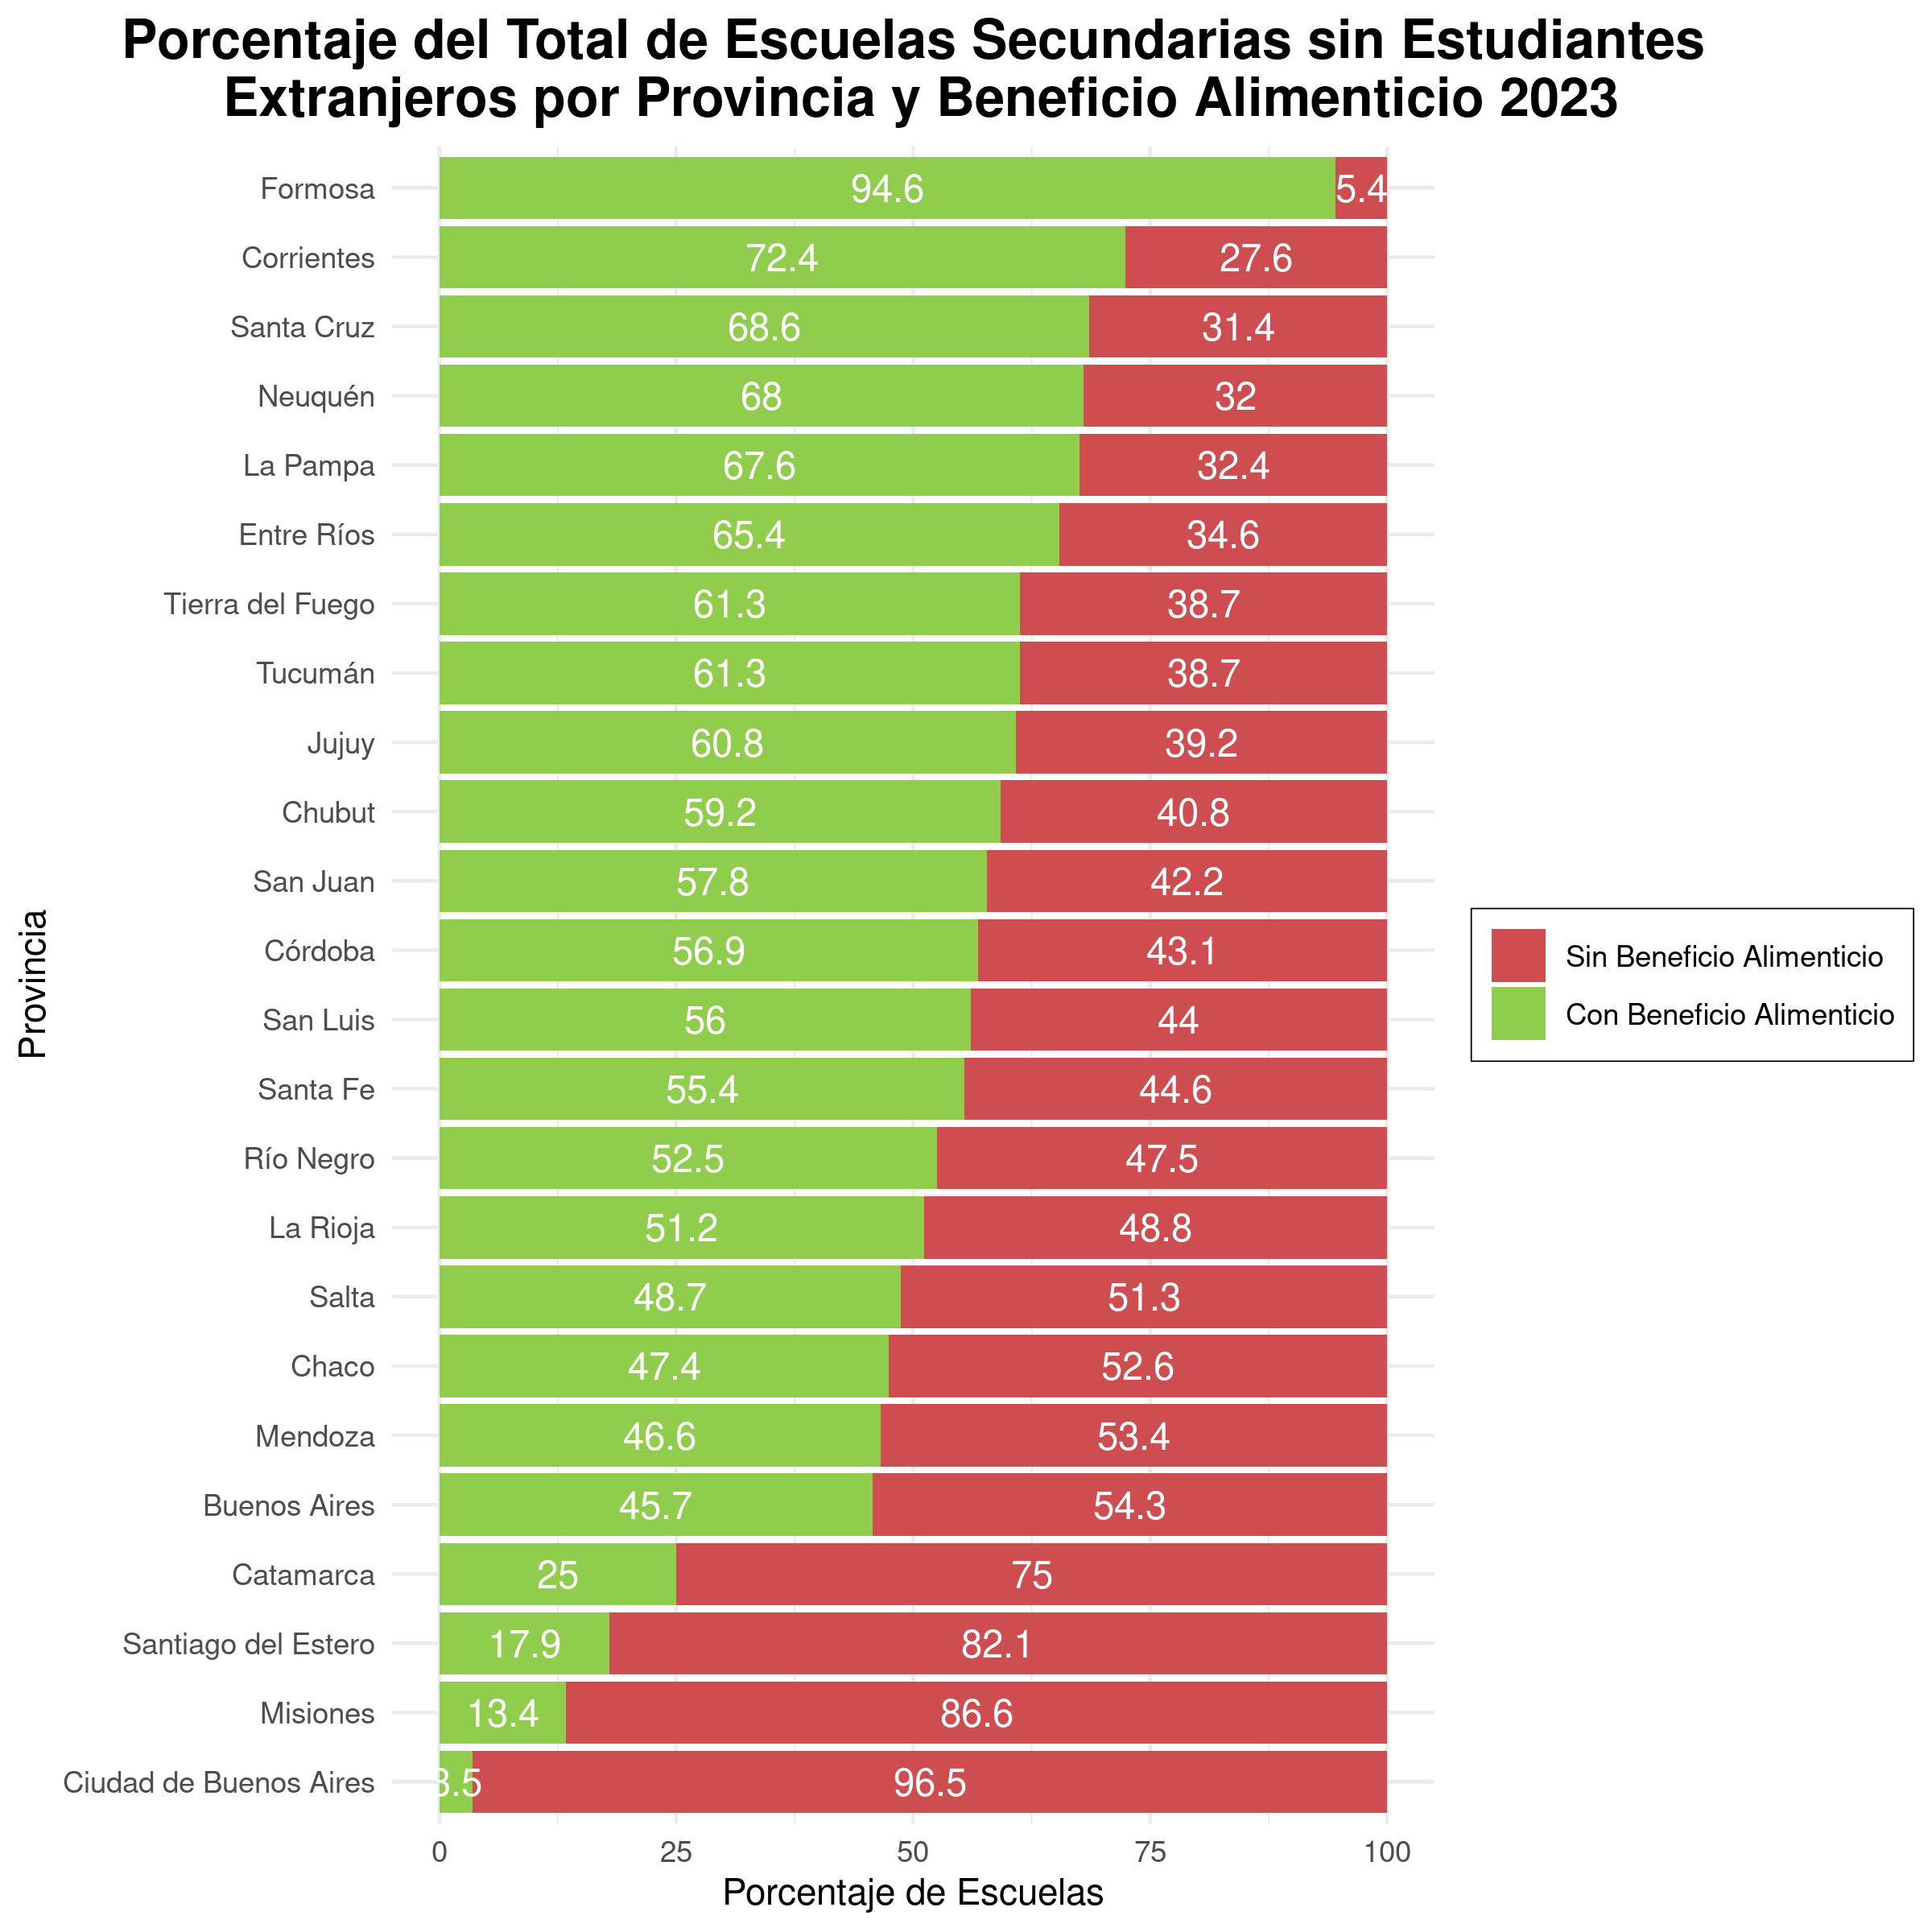 Porcentaje del Total de Escuelas Secundarias sin Estudiantes
Extranjeros por Provincia y Beneficio Alimenticio 2023
Provincia
Formosa 94.6 5.4
Corrientes 72.4 27.6
Santa Cruz 68.6 31.4
Neuquén 68 32
La Pampa 67.6 32.4
Entre Ríos 65.4 34.6
Tierra del Fuego 61.3 38.7
Tucumán 61.3 38.7
Jujuy 60.8 39.2
Chubut 59.2 40.8
San Juan 57.8 42.2
Córdoba 56.9 43.1
San Luis 56 44
Santa Fe 55.4 44.6
Río Negro 52.5 47.5
La Rioja 51.2 48.8
Salta 48.7 51.3
Chaco 47.4 52.6
Mendoza 46.6 53.4
Buenos Aires 45.7 54.3
Catamarca 25 75
Santiago del Estero 17.9 82.1
Misiones 13.4 86.6
Ciudad de Buenos Aires 3.5 96.5
0 25 50 75 100
Porcentaje de Escuelas
Sin Beneficio Alimenticio
Con Beneficio Alimenticio